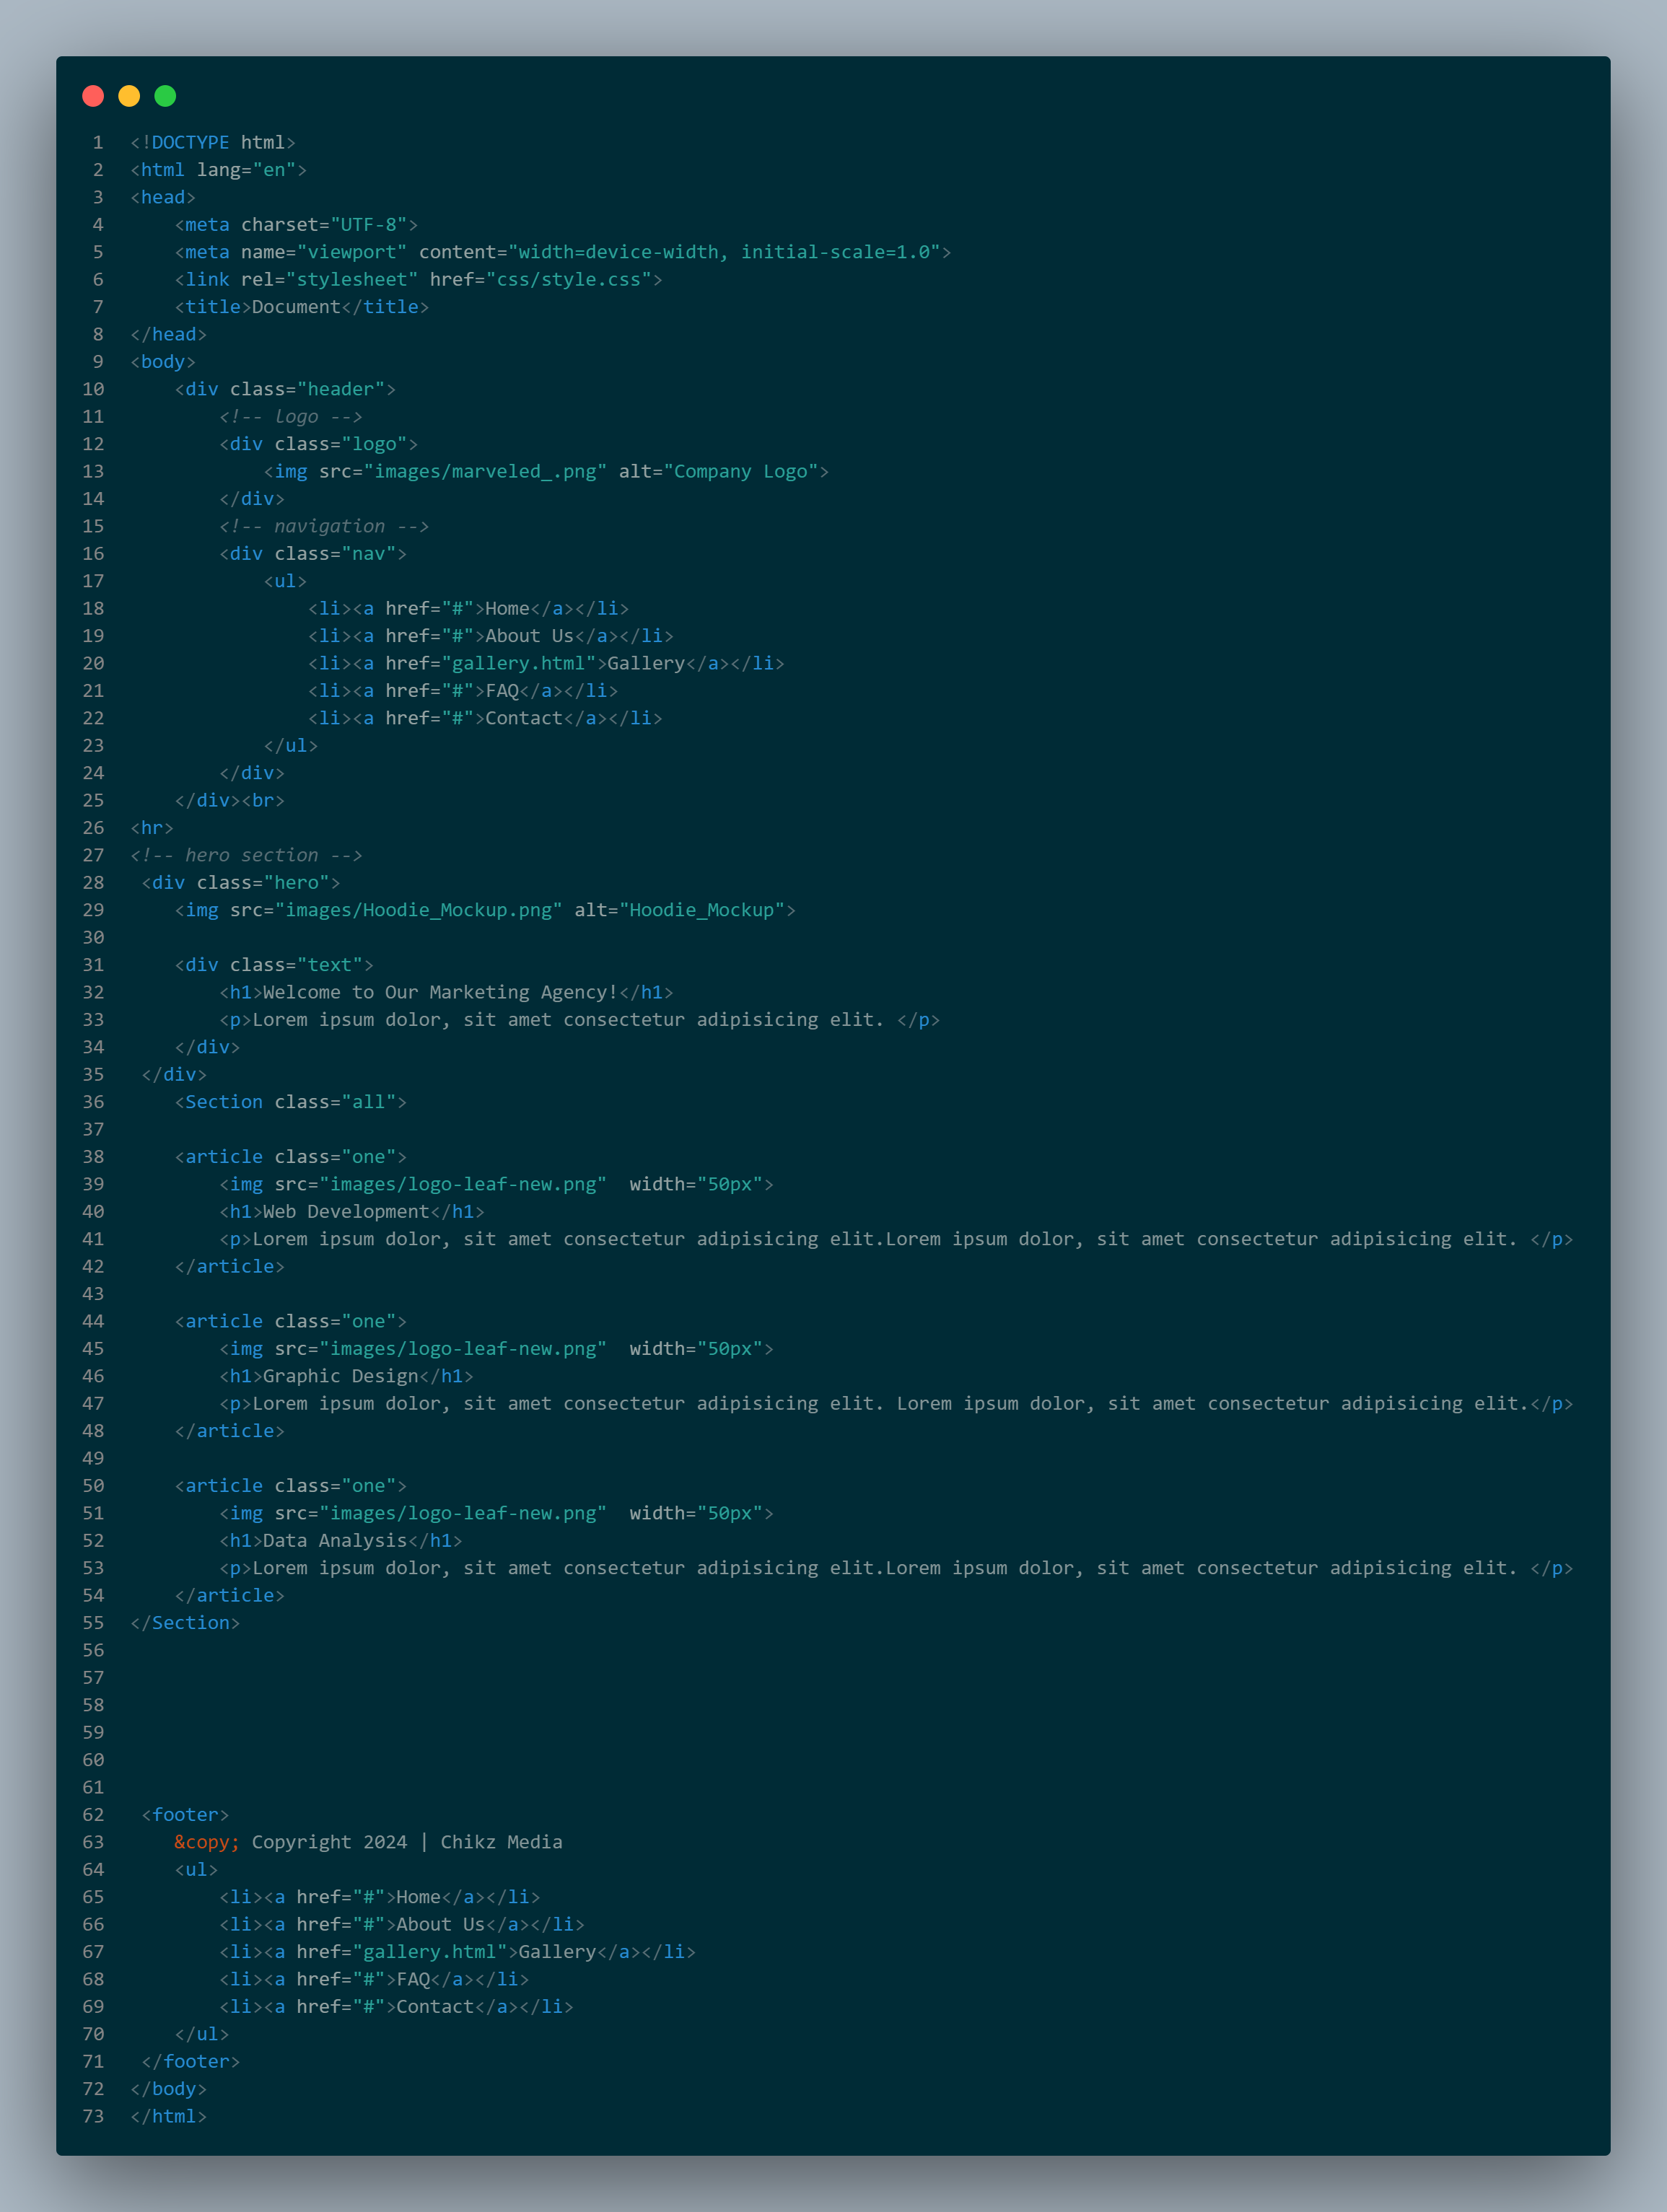 1 <!DOCTYPE html>
2 <html lang="en">
3 <head>
4     <meta charset="UTF-8">
5     <meta name="viewport" content="width=device-width, initial-scale=1.0">
6     <link rel="stylesheet" href="css/style.css">
7     <title>Document</title>
8 </head>
9 <body>
10     <div class="header">
11         <!-- logo -->
12         <div class="logo">
13             <img src="images/marveled_.png" alt="Company Logo">
14         </div>
15         <!-- navigation -->
16         <div class="nav">
17             <ul>
18                 <li><a href="#">Home</a></li>
19                 <li><a href="#">About Us</a></li>
20                 <li><a href="gallery.html">Gallery</a></li>
21                 <li><a href="#">FAQ</a></li>
22                 <li><a href="#">Contact</a></li>
23             </ul>
24         </div>
25     </div><br>
26 <hr>
27 <!-- hero section -->
28  <div class="hero">
29     <img src="images/Hoodie_Mockup.png" alt="Hoodie_Mockup">
30
31     <div class="text">
32         <h1>Welcome to Our Marketing Agency!</h1>
33         <p>Lorem ipsum dolor, sit amet consectetur adipisicing elit. </p>
34     </div>
35  </div>
36     <Section class="all">
37
38     <article class="one">
39         <img src="images/logo-leaf-new.png"  width="50px">
40         <h1>Web Development</h1>
41         <p>Lorem ipsum dolor, sit amet consectetur adipisicing elit.Lorem ipsum dolor, sit amet consectetur adipisicing elit. </p>
42     </article>
43
44     <article class="one">
45         <img src="images/logo-leaf-new.png"  width="50px">
46         <h1>Graphic Design</h1>
47         <p>Lorem ipsum dolor, sit amet consectetur adipisicing elit. Lorem ipsum dolor, sit amet consectetur adipisicing elit.</p>
48     </article>
49
50     <article class="one">
51         <img src="images/logo-leaf-new.png"  width="50px">
52         <h1>Data Analysis</h1>
53         <p>Lorem ipsum dolor, sit amet consectetur adipisicing elit.Lorem ipsum dolor, sit amet consectetur adipisicing elit. </p>
54     </article>
55 </Section>
56
57
58
59
60
61
62  <footer>
63     &copy; Copyright 2024 | Chikz Media
64     <ul>
65         <li><a href="#">Home</a></li>
66         <li><a href="#">About Us</a></li>
67         <li><a href="gallery.html">Gallery</a></li>
68         <li><a href="#">FAQ</a></li>
69         <li><a href="#">Contact</a></li>
70     </ul>
71  </footer>
72 </body>
73 </html>